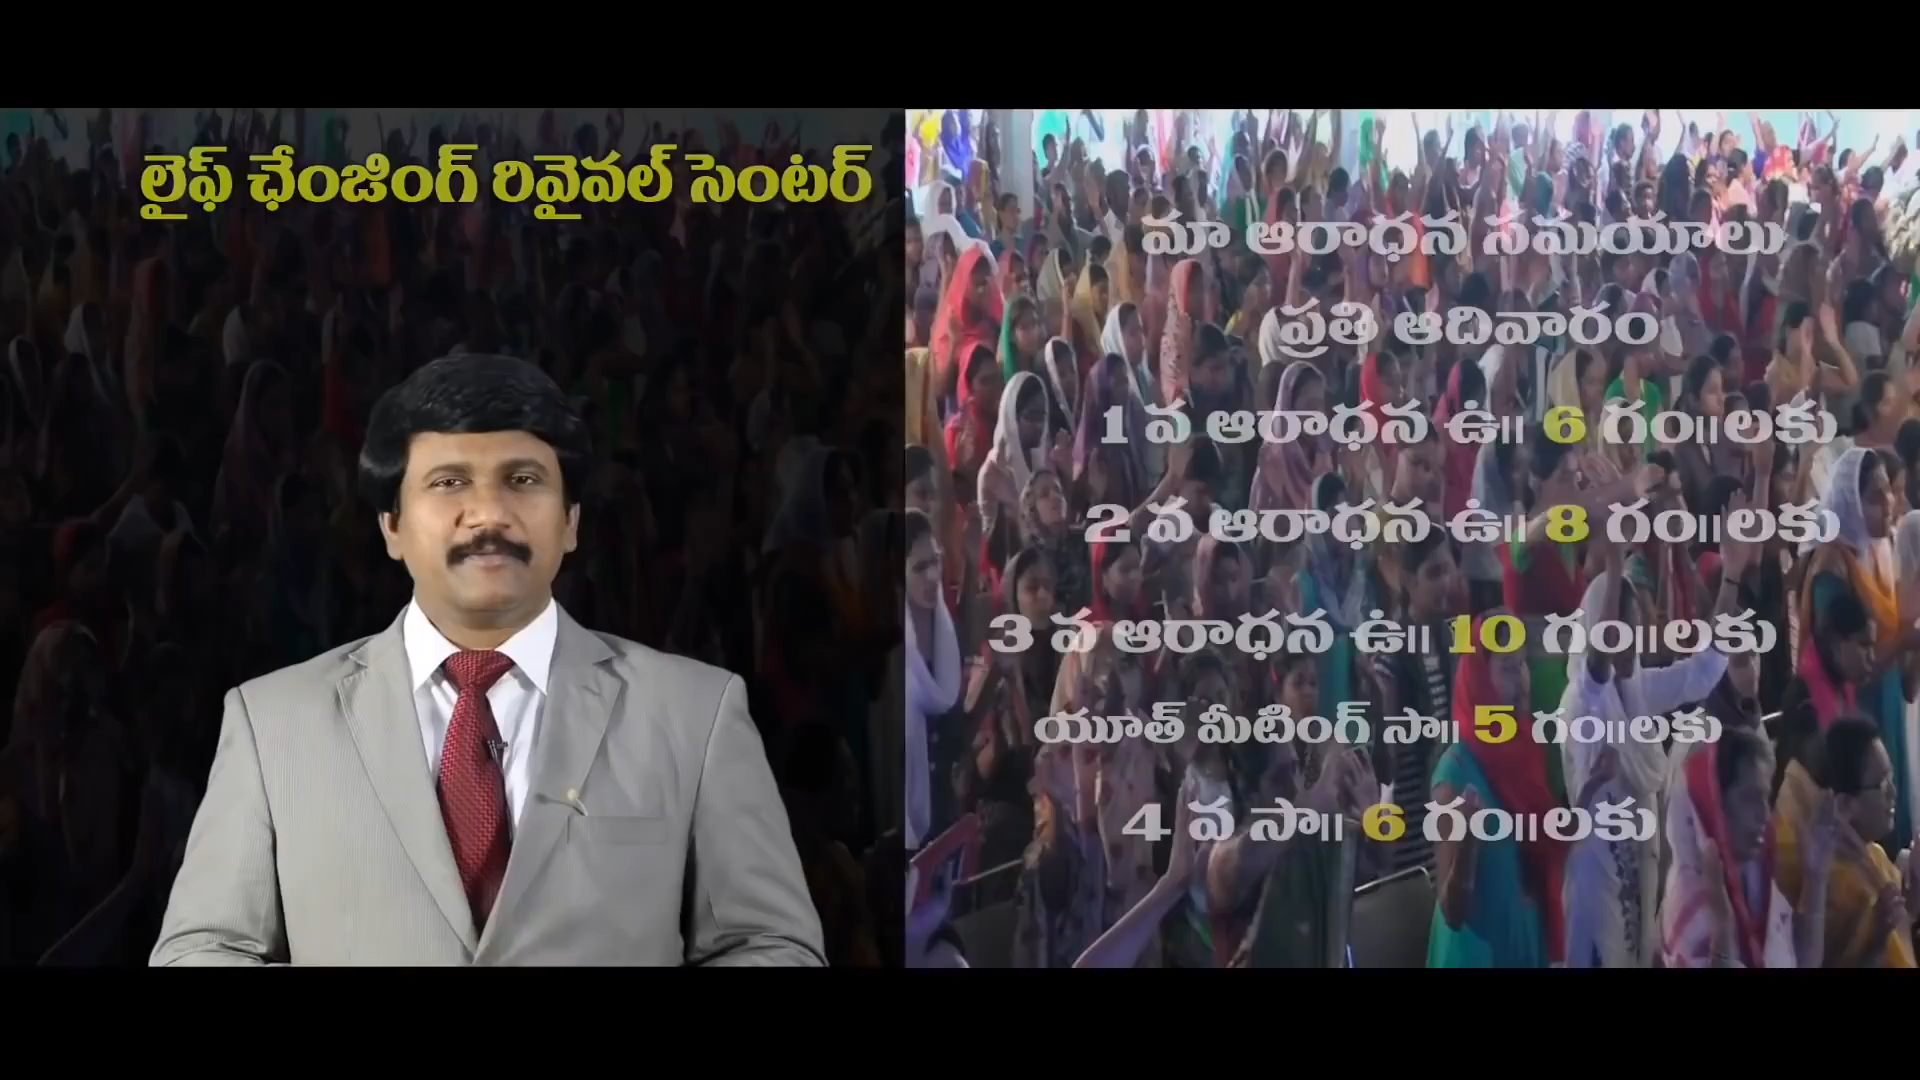 లైఫ్ ఛేంజింగ్ రివైవల్ సెంటర్
మా ఆరాధన సమయాలు
ప్రతి ఆదివారం
1 వ ఆరాధన ఉ॥ 6 గం॥లకు
2 వ ఆరాధన ఉ॥ 8 గం॥లకు
3 వ ఆరాధన ఉ॥ 10 గం॥లకు
యూత్ మీటింగ్ సా॥ 5 గం॥లకు
4 వ సా॥ 6 గం॥లకు